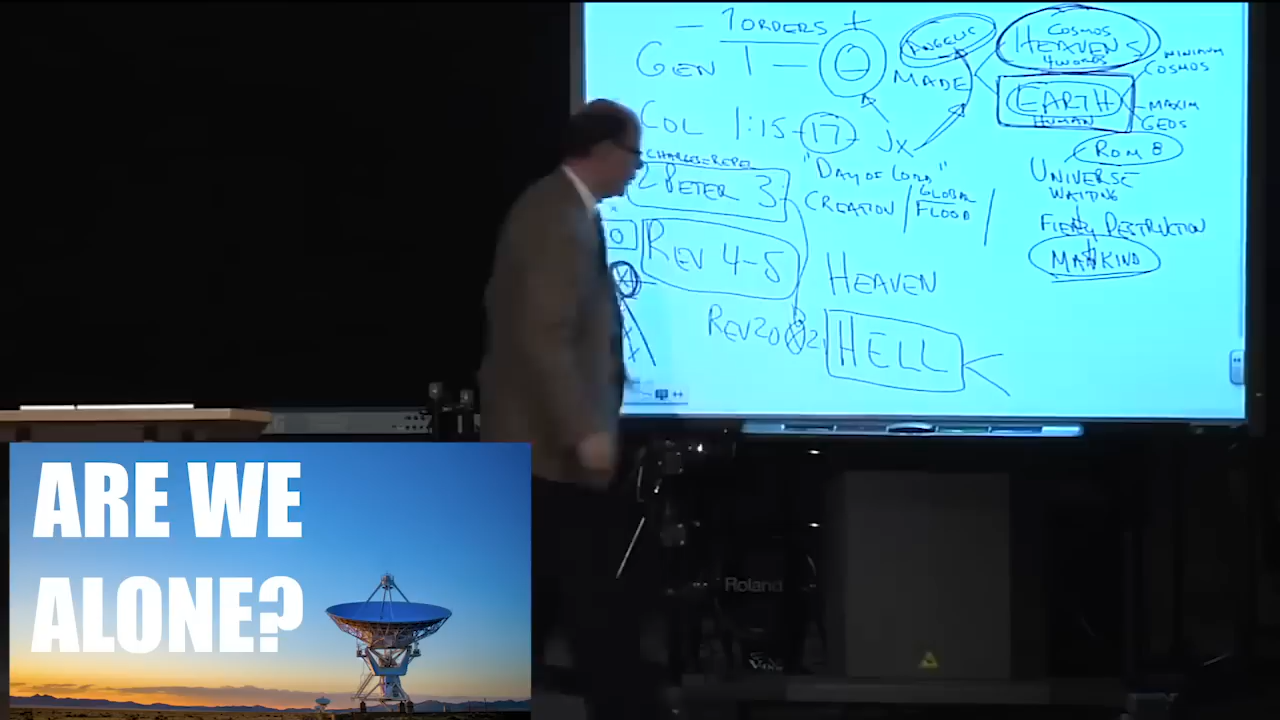 — 7 ORDERS +
GEN 1 —
ANGELS
MADE
COSMOS
HEAVENS
4 WORDS
EARTH
HUMAN
MINIMUM
COSMOS
MAXIM
GEOS
COL 1:15-17
JX
ROM 8
2 PETER 3
"DAY OF LORD"
CREATION / GLOBAL FLOOD /
UNIVERSE
WAITING
FIERY DESTRUCTION
MANKIND
REV 4-5
HEAVEN
REV 20
HELL
ARE WE
ALONE?
Roland